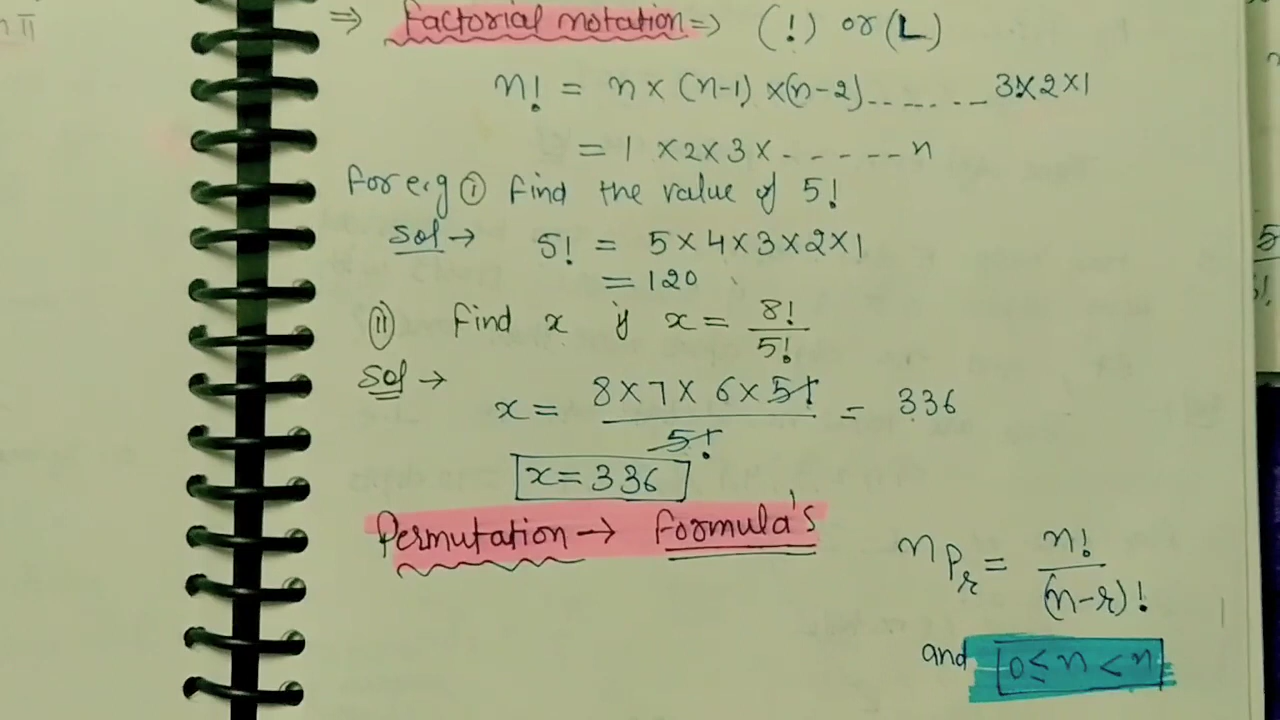 nπ
⇒ Factorial notation ⇒ (!) or (L)
n! = n × (n-1) × (n-2) ....... 3×2×1
= 1 × 2 × 3 × ------ n
For e.g (i) find the value of 5!
Sol → 5! = 5 × 4 × 3 × 2 × 1
= 120
(ii) Find x if x = 8!/5!
Sol → x = 8×7×6×5!/5! = 336
x = 336
Permutation → Formula's
nPr = n!/(n-r)!
and 0 ≤ n < n